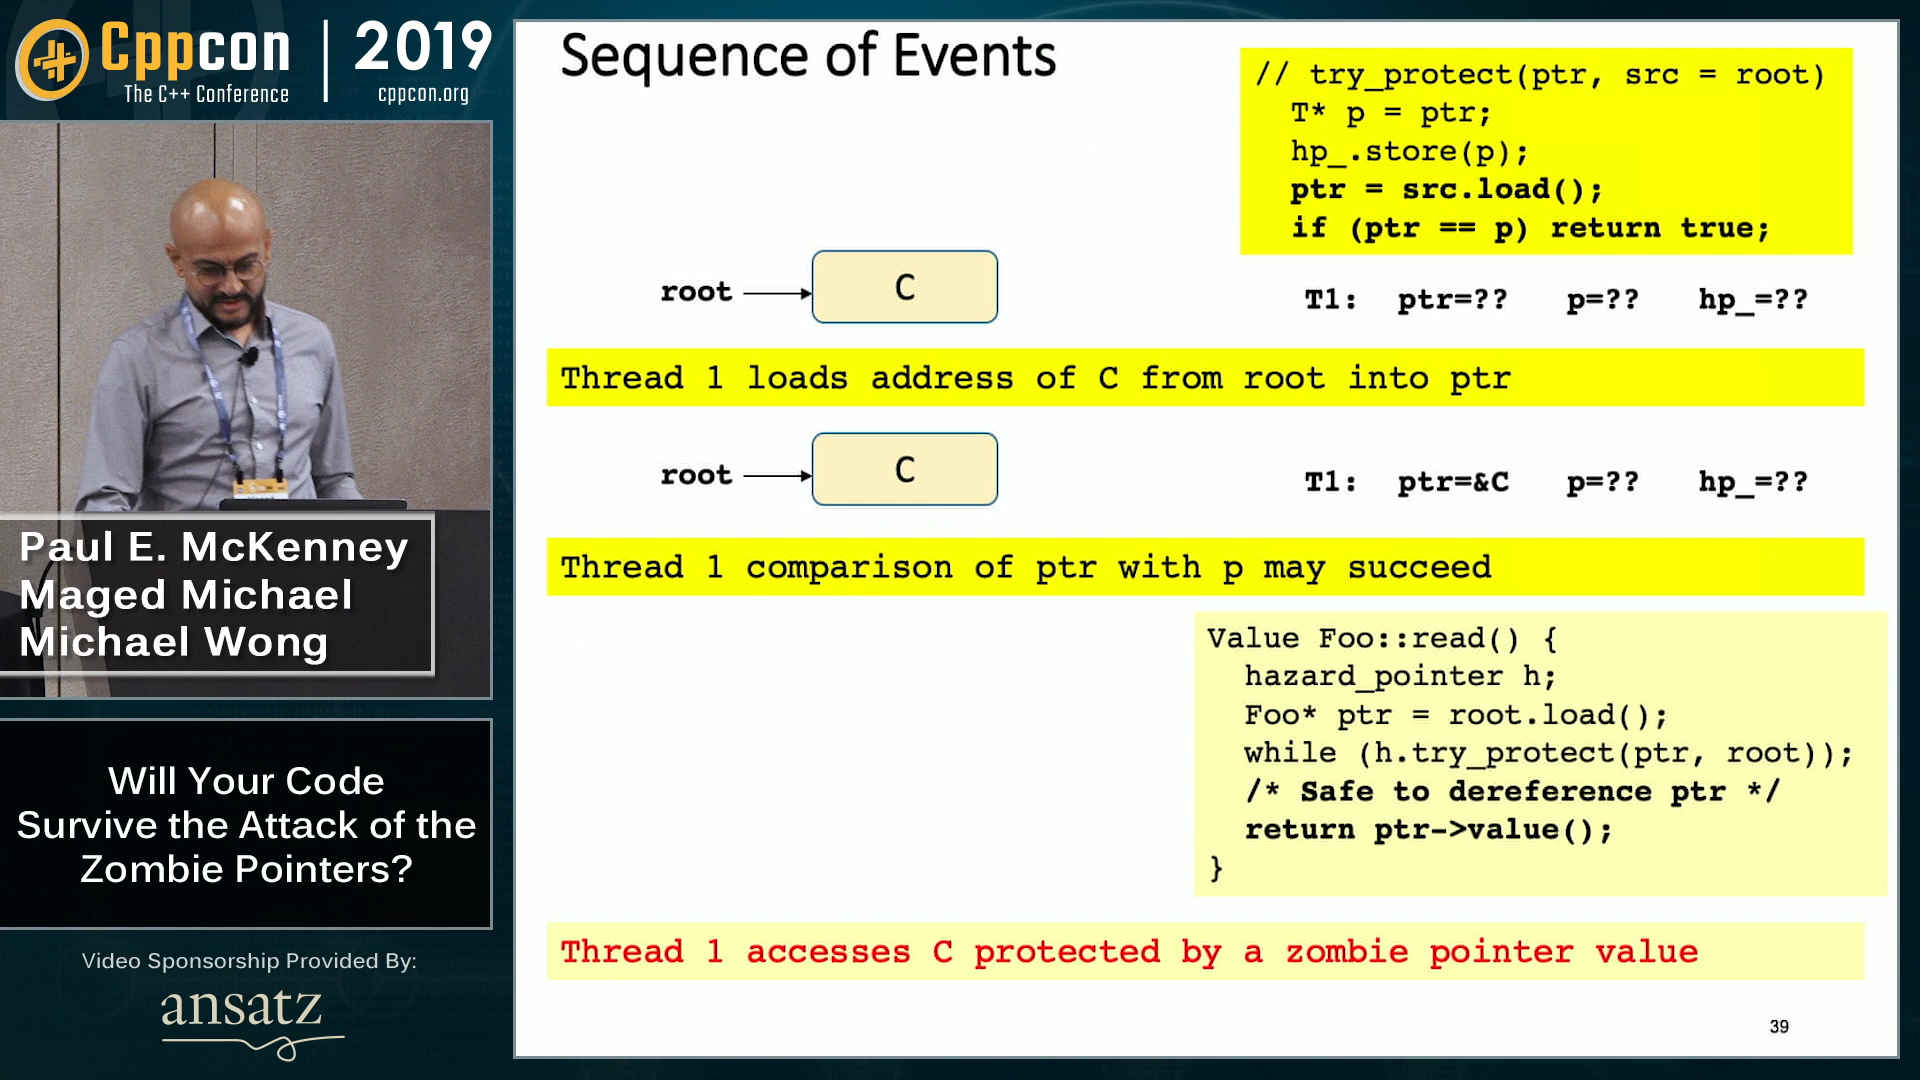 Cppcon
The C++ Conference
2019
cppcon.org
Paul E. McKenney
Maged Michael
Michael Wong
Will Your Code
Survive the Attack of the
Zombie Pointers?
Video Sponsorship Provided By:
ansatz
Sequence of Events
// try_protect(ptr, src = root)
T* p = ptr;
hp_.store(p);
ptr = src.load();
if (ptr == p) return true;
root C
T1: ptr=?? p=?? hp_=??
Thread 1 loads address of C from root into ptr
root C
T1: ptr=&C p=?? hp_=??
Thread 1 comparison of ptr with p may succeed
Value Foo::read() {
hazard_pointer h;
Foo* ptr = root.load();
while (h.try_protect(ptr, root));
/* Safe to dereference ptr */
return ptr->value();
}
Thread 1 accesses C protected by a zombie pointer value
39